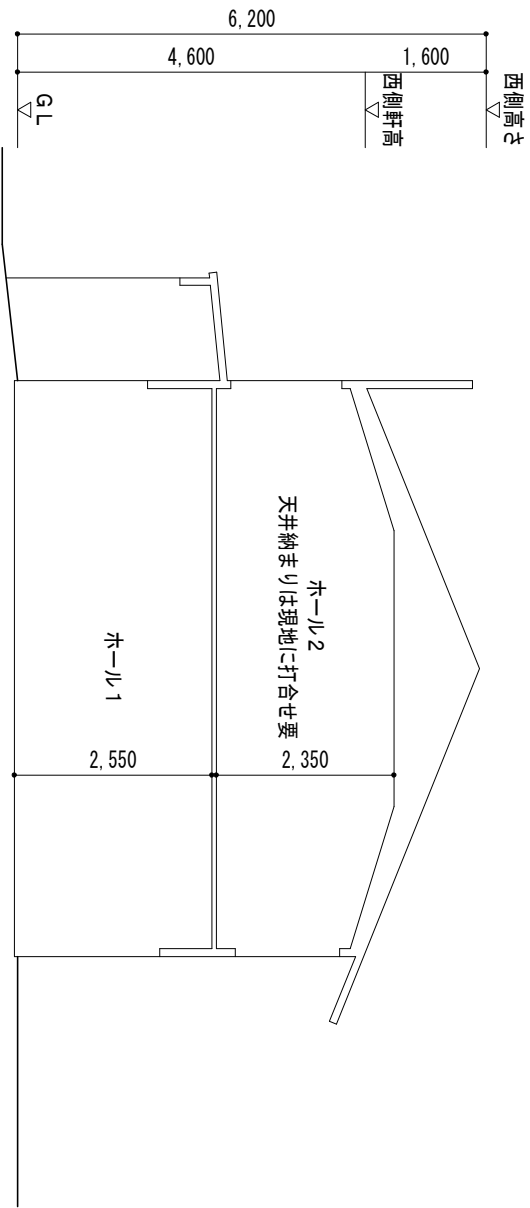 6,200
4,600
1,600
西側高さ
西側軒高
GL
ホール2
天井納まりは現地に打合せ要
ホール1
2,550
2,350